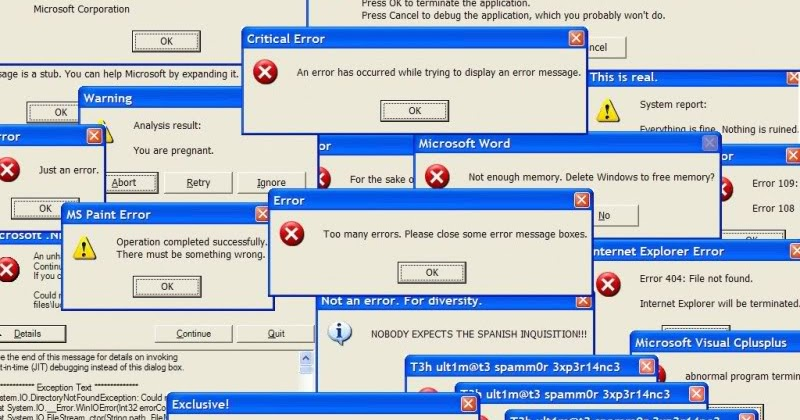 Microsoft Corporation
OK
Press OK to terminate the application.
Press Cancel to debug the application, which you probably won't do.
Critical Error
An error has occurred while trying to display an error message.
OK
is a stub. You can help Microsoft by expanding it.
OK
Warning
Analysis result:
You are pregnant.
Abort
Retry
Ignore
This is real.
System report:
Everything is fine. Nothing is ruined.
Just an error.
OK
For the sake o
Microsoft Word
Not enough memory. Delete Windows to free memory?
No
Error 109:
Error 108
MS Paint Error
Operation completed successfully.
There must be something wrong.
OK
Error
Too many errors. Please close some error message boxes.
OK
Internet Explorer Error
Error 404: File not found.
Internet Explorer will be terminated.
Microsoft .N
An unh
Continu
If you c
Could n
files\luc
Details
Continue
Quit
Not an error. For diversity.
NOBODY EXPECTS THE SPANISH INQUISITION!!!
Microsoft Visual Cplusplus
abnormal program ter
e the end of this message for details on invoking
t-in-time (JIT) debugging instead of this dialog box.
************** Exception Text **************
stem.IO.DirectoryNotFoundException: Could n
at System.IO.__Error.WinIOError(Int32 errorCo
at System.IO.FileStream..ctor(String path, FileM
T3h ult1m@t3 spamm0r 3xp3r14nc3
T3h ult1m@t3 spamm0r 3xp3r14nc3
T3h ult1m@t3 spamm0r 3xp3r14nc3
Exclusive!